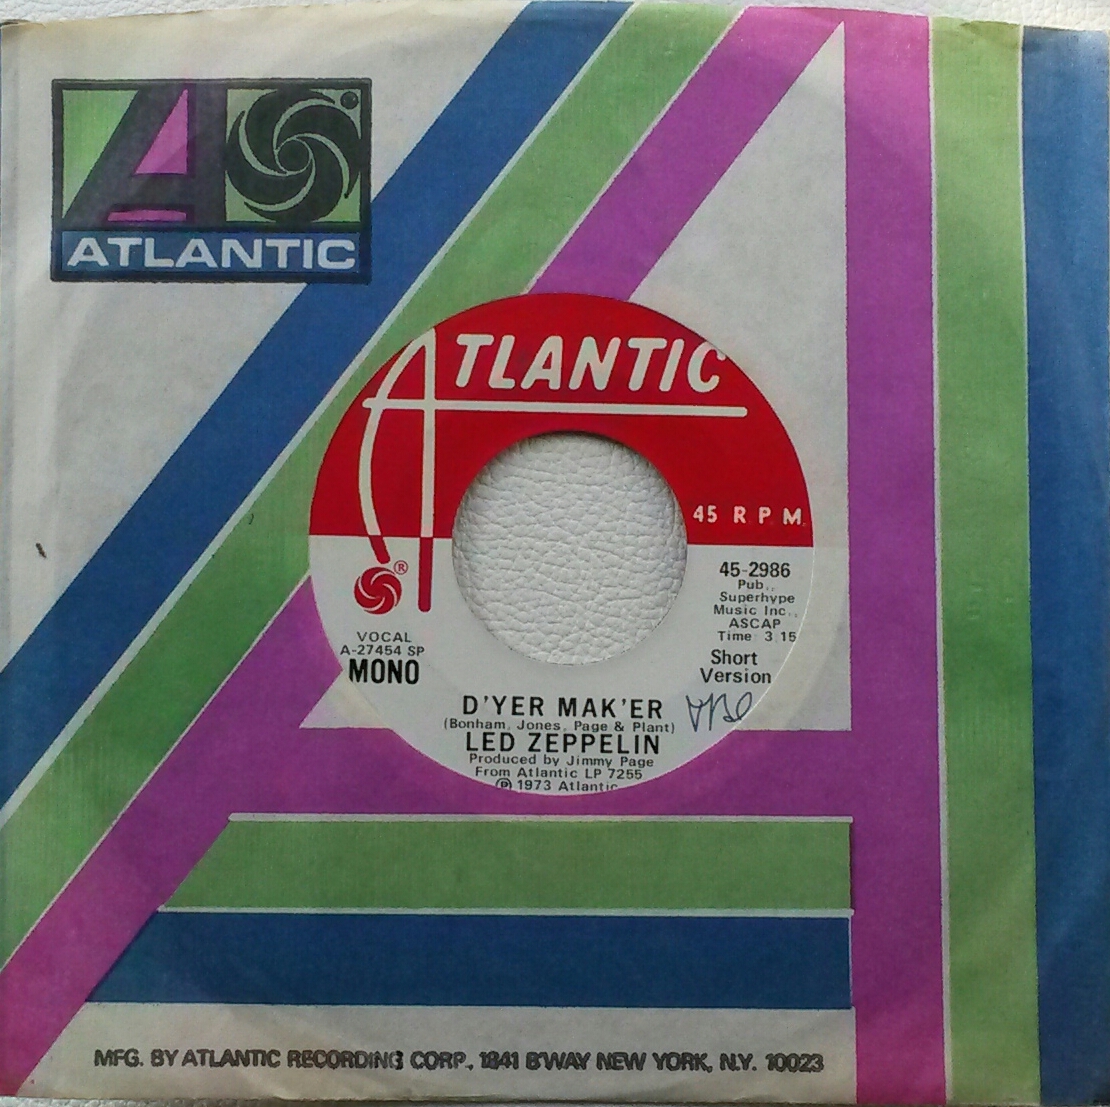 ATLANTIC
ATLANTIC
45 RPM
®
45-2986
Pub.,
Superhype
Music Inc.,
ASCAP
Time: 3:15
Short
Version
VOCAL
A-27454 SP
MONO
D'YER MAK'ER
(Bonham, Jones, Page & Plant)
LED ZEPPELIN
Produced by Jimmy Page
From Atlantic LP 7255
℗ 1973 Atlantic
MFG. BY ATLANTIC RECORDING CORP., 1841 B'WAY NEW YORK, N.Y. 10023